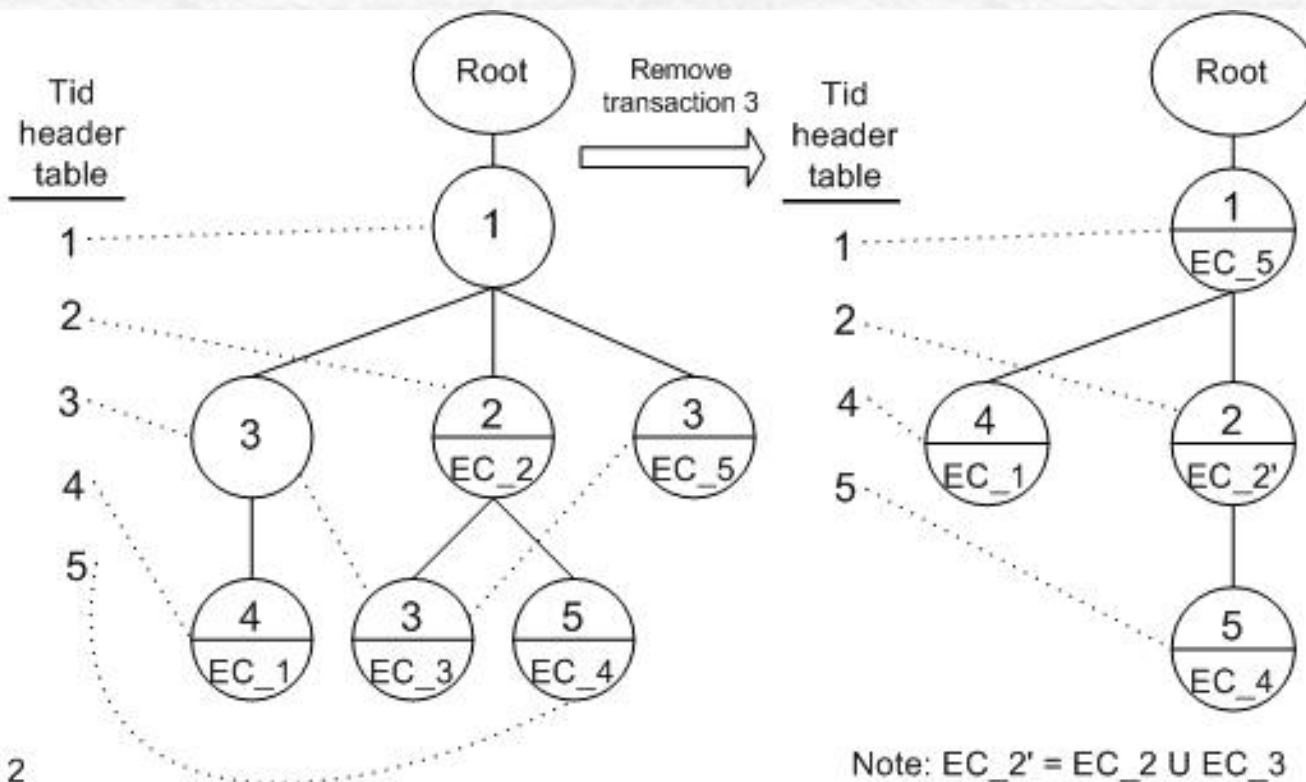 Root
Remove
transaction 3
Root
Tid
header
table
Tid
header
table
1
1
1
EC_5
1
2
2
3
3
2
EC_2
3
EC_5
4
4
EC_1
2
EC_2'
4
5
5
4
EC_1
3
EC_3
5
EC_4
5
EC_4
2
Note: EC_2' = EC_2 U EC_3